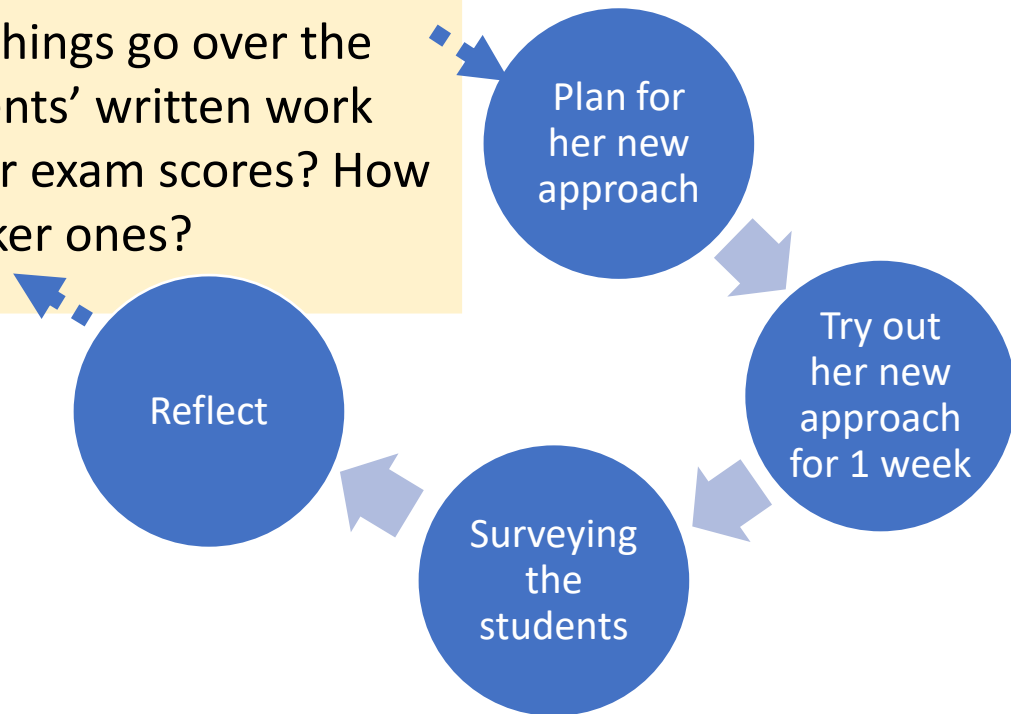 hings go over the
ents' written work
r exam scores? How
ker ones?
Plan for
her new
approach
Try out
her new
approach
for 1 week
Surveying
the
students
Reflect